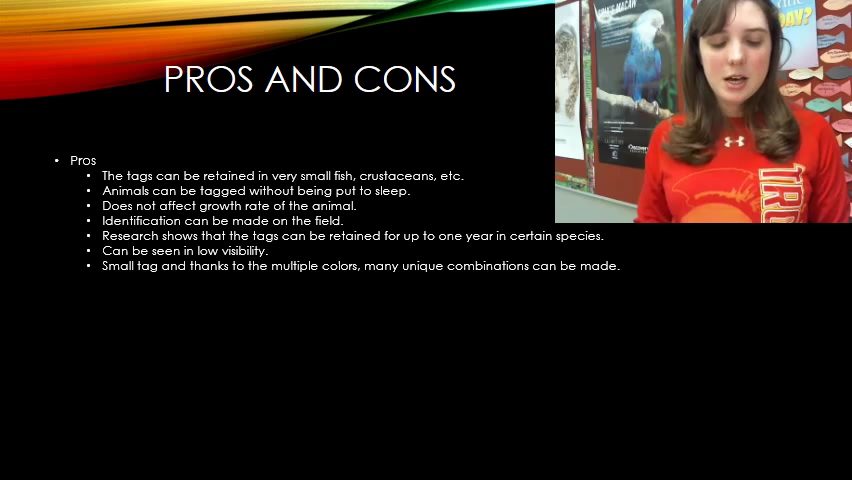 PROS AND CONS
• Pros
• The tags can be retained in very small fish, crustaceans, etc.
• Animals can be tagged without being put to sleep.
• Does not affect growth rate of the animal.
• Identification can be made on the field.
• Research shows that the tags can be retained for up to one year in certain species.
• Can be seen in low visibility.
• Small tag and thanks to the multiple colors, many unique combinations can be made.
MACAW
DAY?